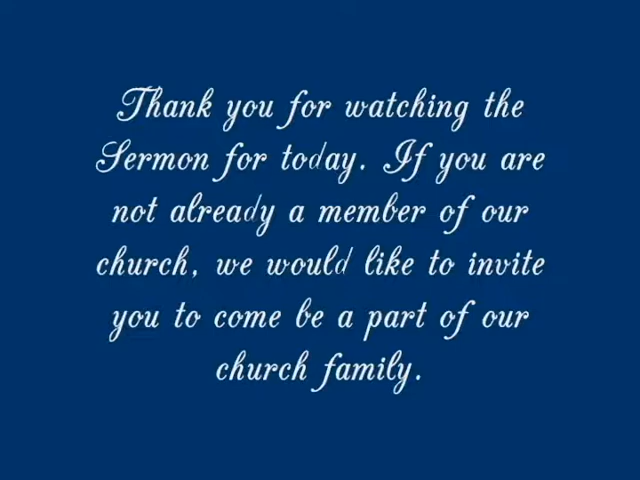 Thank you for watching the
Sermon for today. If you are
not already a member of our
church, we would like to invite
you to come be a part of our
church family.